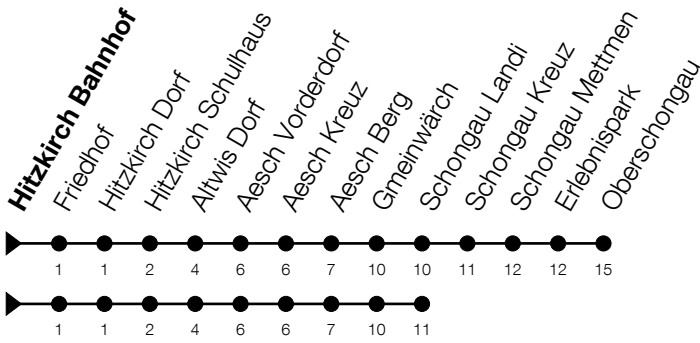 Hitzkirch Bahnhof
Friedhof
Hitzkirch Dorf
Hitzkirch Schulhaus
Altwis Dorf
Aesch Vorderdorf
Aesch Kreuz
Aesch Berg
Gmeinwärch
Schongau Landi
Schongau Kreuz
Schongau Mettmen
Erlebnispark
Oberschongau
1 1 2 4 6 6 7 10 10 11 12 12 15
1 1 2 4 6 6 7 10 11